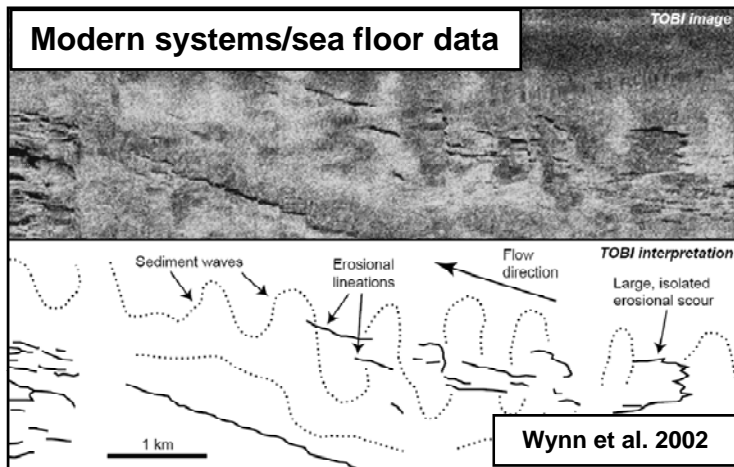 TOBI image
Modern systems/sea floor data
TOBI interpretation
Sediment waves
Erosional
lineations
Flow
direction
Large, isolated
erosional scour
1 km
Wynn et al. 2002